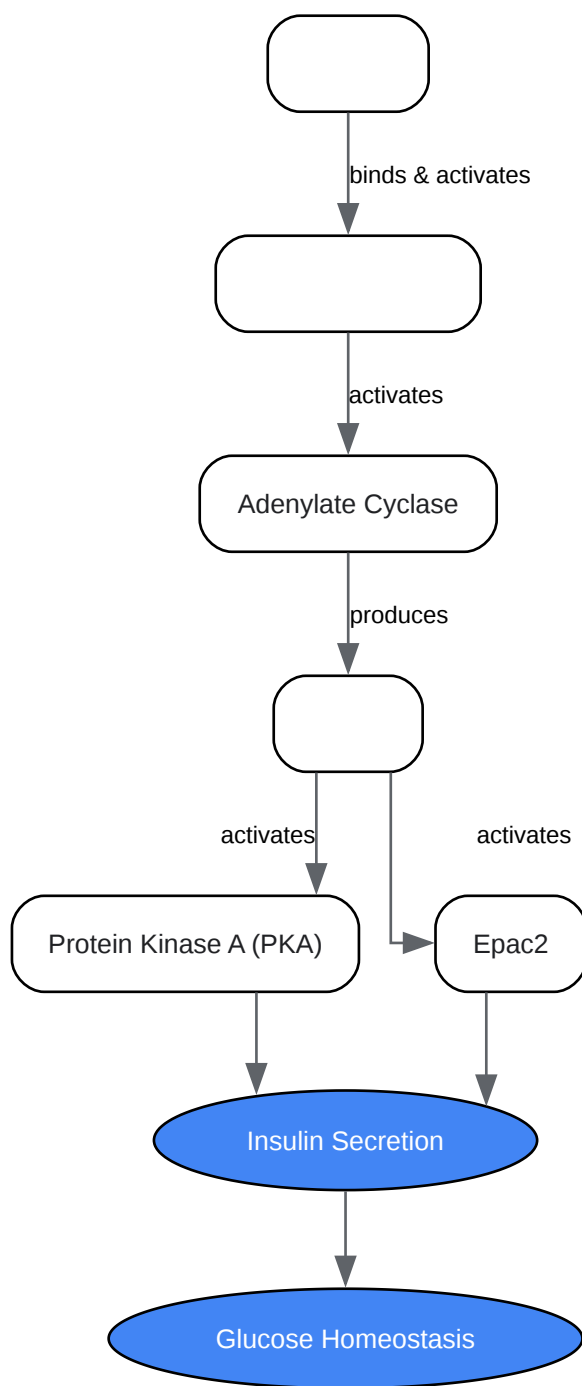 binds & activates
activates
Adenylate Cyclase
produces
activates
activates
Protein Kinase A (PKA)
Epac2
Insulin Secretion
Glucose Homeostasis